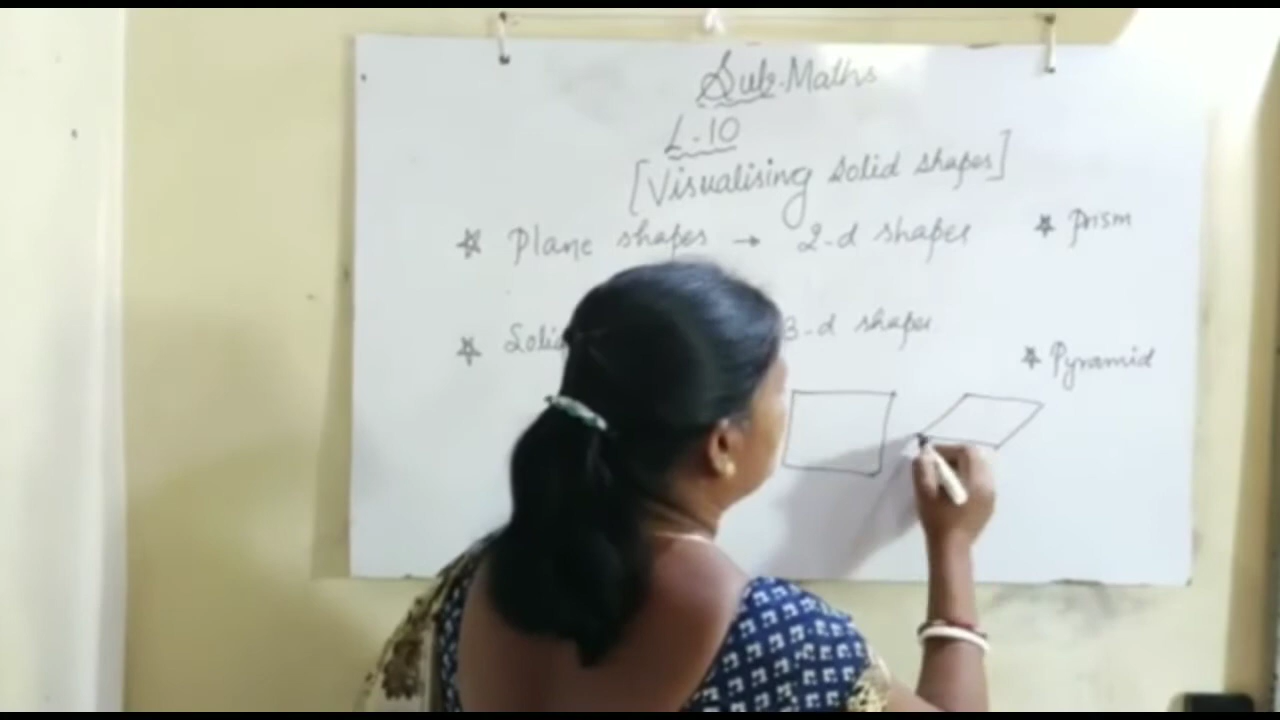 Sub-Maths
L-10
[Visualising solid shapes]
* Plane shapes → 2-d shapes
* Prism
3-d shapes
* Pyramid